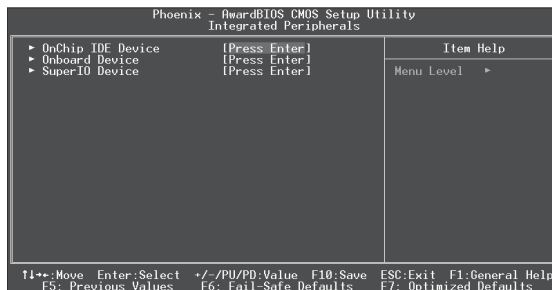 Phoenix - AwardBIOS CMOS Setup Utility
Integrated Peripherals
► OnChip IDE Device [Press Enter]
► Onboard Device [Press Enter]
► SuperIO Device [Press Enter]
Item Help
Menu Level ►
↑↓→←:Move Enter:Select +/-/PU/PD:Value F10:Save ESC:Exit F1:General Help
F5: Previous Values F6: Fail-Safe Defaults F7: Optimized Defaults